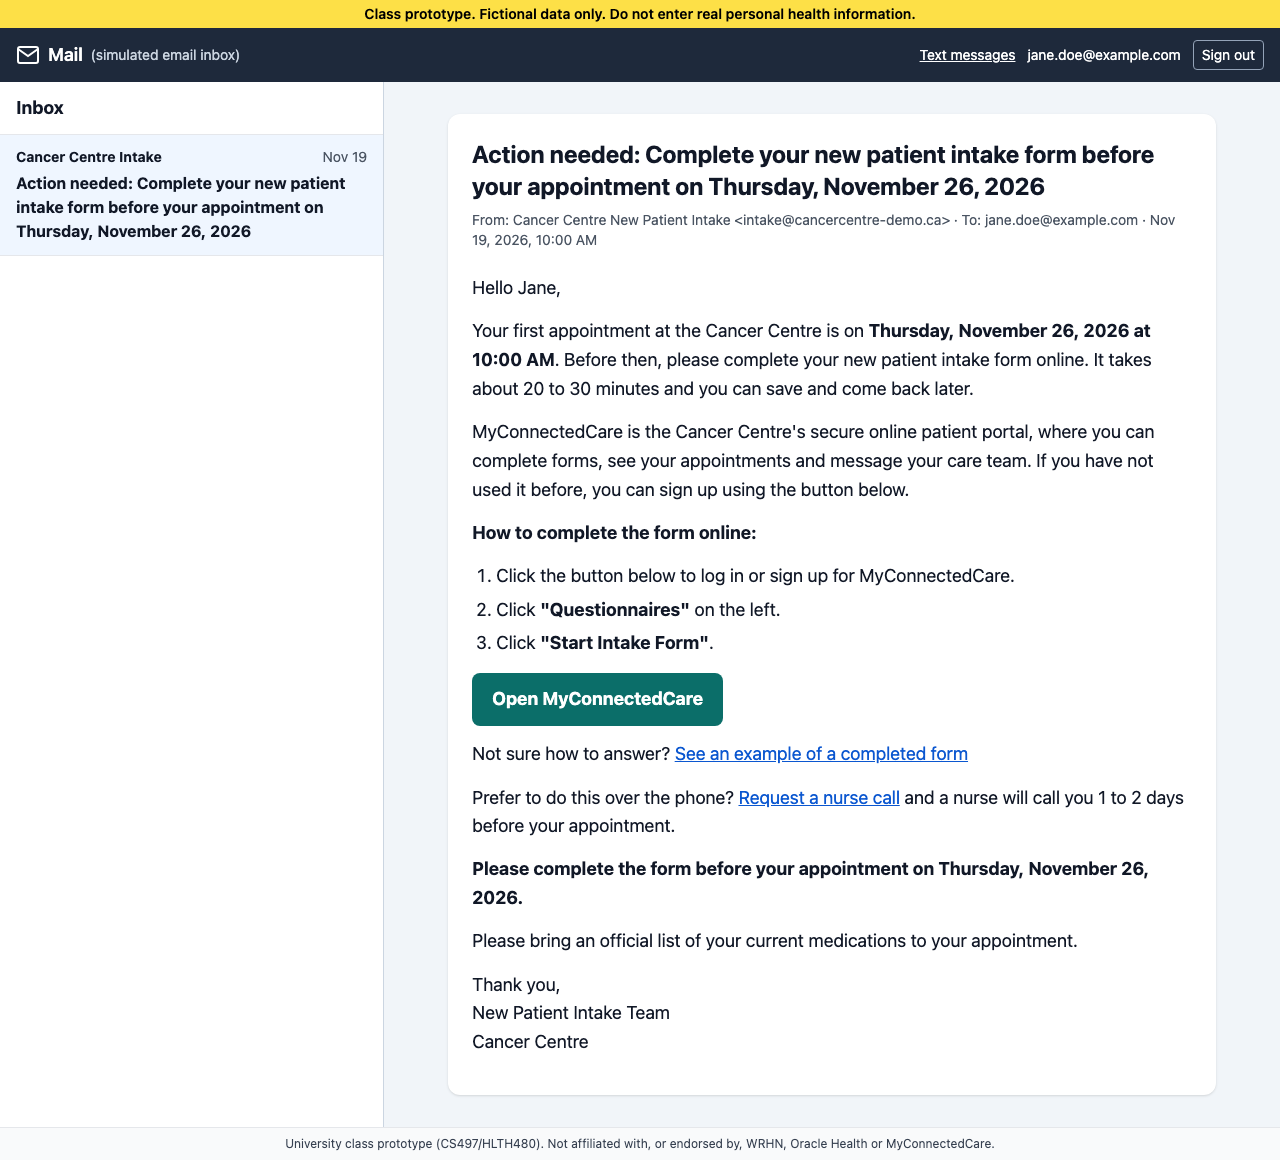 Class prototype. Fictional data only. Do not enter real personal health information.
Mail (simulated email inbox)
Text messages jane.doe@example.com Sign out
Inbox
Cancer Centre Intake Nov 19
Action needed: Complete your new patient
intake form before your appointment on
Thursday, November 26, 2026
Action needed: Complete your new patient intake form before
your appointment on Thursday, November 26, 2026
From: Cancer Centre New Patient Intake <intake@cancercentre-demo.ca> · To: jane.doe@example.com · Nov
19, 2026, 10:00 AM
Hello Jane,
Your first appointment at the Cancer Centre is on Thursday, November 26, 2026 at
10:00 AM. Before then, please complete your new patient intake form online. It takes
about 20 to 30 minutes and you can save and come back later.
MyConnectedCare is the Cancer Centre's secure online patient portal, where you can
complete forms, see your appointments and message your care team. If you have not
used it before, you can sign up using the button below.
How to complete the form online:
1. Click the button below to log in or sign up for MyConnectedCare.
2. Click "Questionnaires" on the left.
3. Click "Start Intake Form".
Open MyConnectedCare
Not sure how to answer? See an example of a completed form
Prefer to do this over the phone? Request a nurse call and a nurse will call you 1 to 2 days
before your appointment.
Please complete the form before your appointment on Thursday, November 26,
2026.
Please bring an official list of your current medications to your appointment.
Thank you,
New Patient Intake Team
Cancer Centre
University class prototype (CS497/HLTH480). Not affiliated with, or endorsed by, WRHN, Oracle Health or MyConnectedCare.